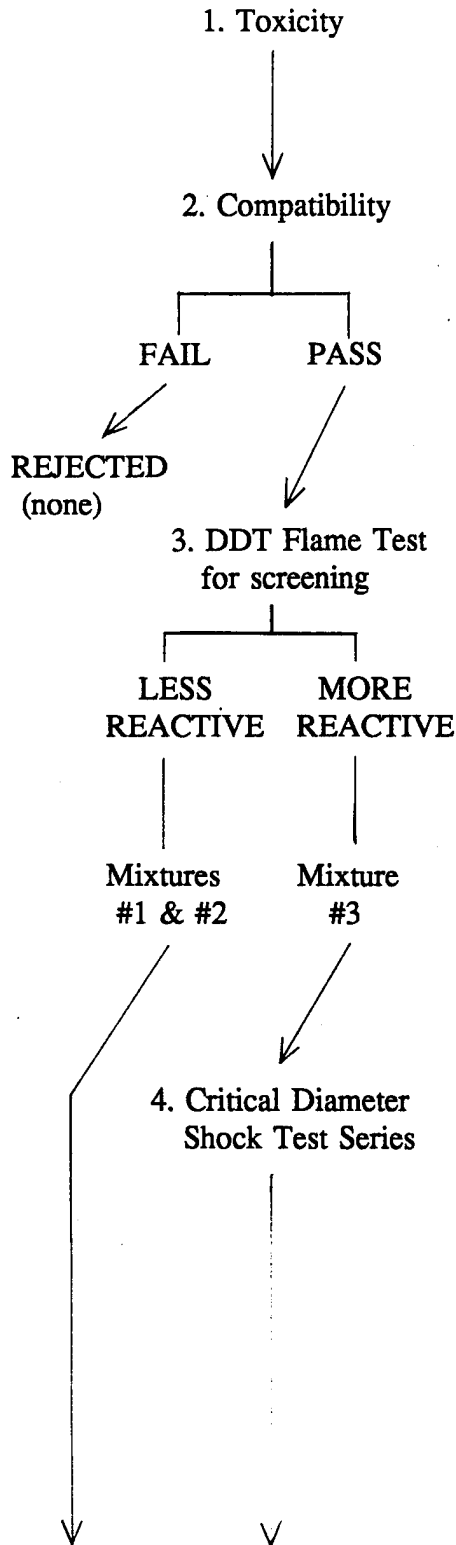 1. Toxicity
2. Compatibility
FAIL
PASS
REJECTED
(none)
3. DDT Flame Test
for screening
LESS
REACTIVE
MORE
REACTIVE
Mixtures
#1 & #2
Mixture
#3
4. Critical Diameter
Shock Test Series